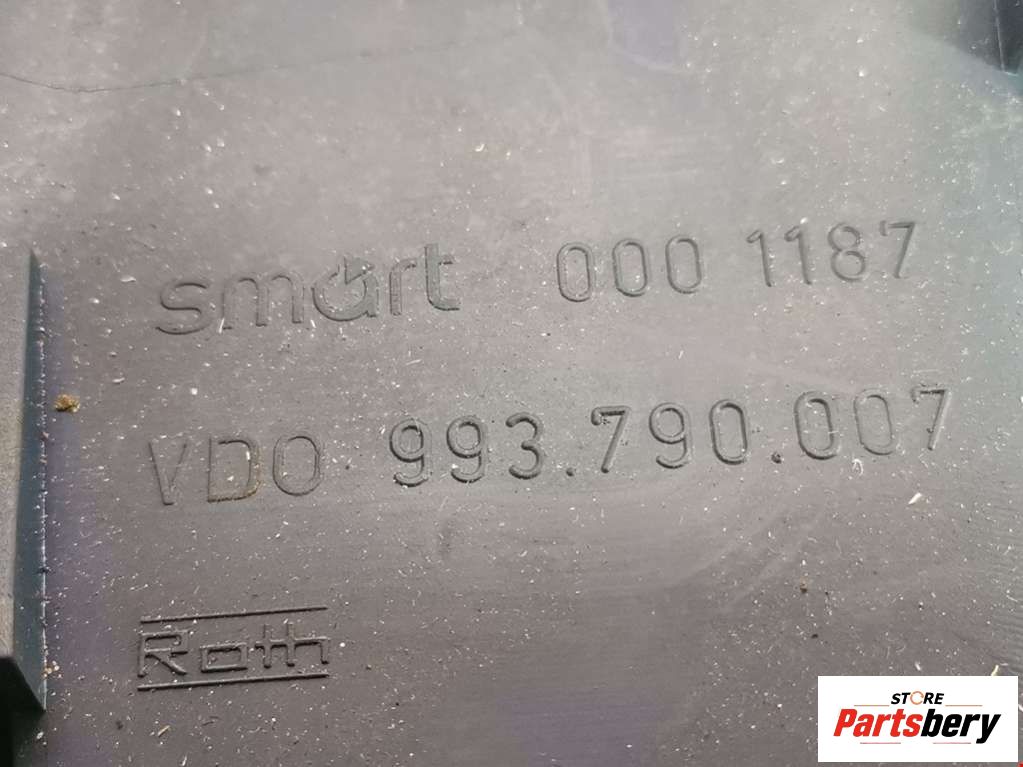 smart 000 1187
VDO 993.790.007
Roth
STORE
Partsbery